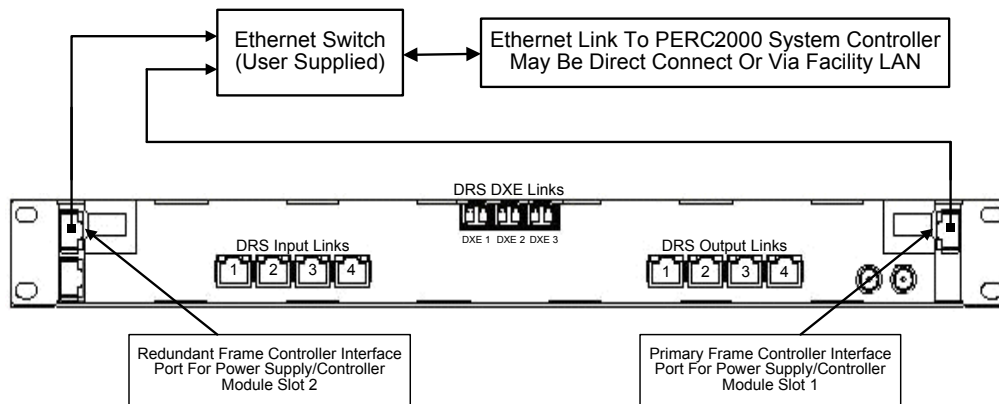 Ethernet Switch
(User Supplied)
Ethernet Link To PERC2000 System Controller
May Be Direct Connect Or Via Facility LAN
DRS DXE Links
DXE 1 DXE 2 DXE 3
DRS Input Links
1 2 3 4
DRS Output Links
1 2 3 4
Redundant Frame Controller Interface
Port For Power Supply/Controller
Module Slot 2
Primary Frame Controller Interface
Port For Power Supply/Controller
Module Slot 1